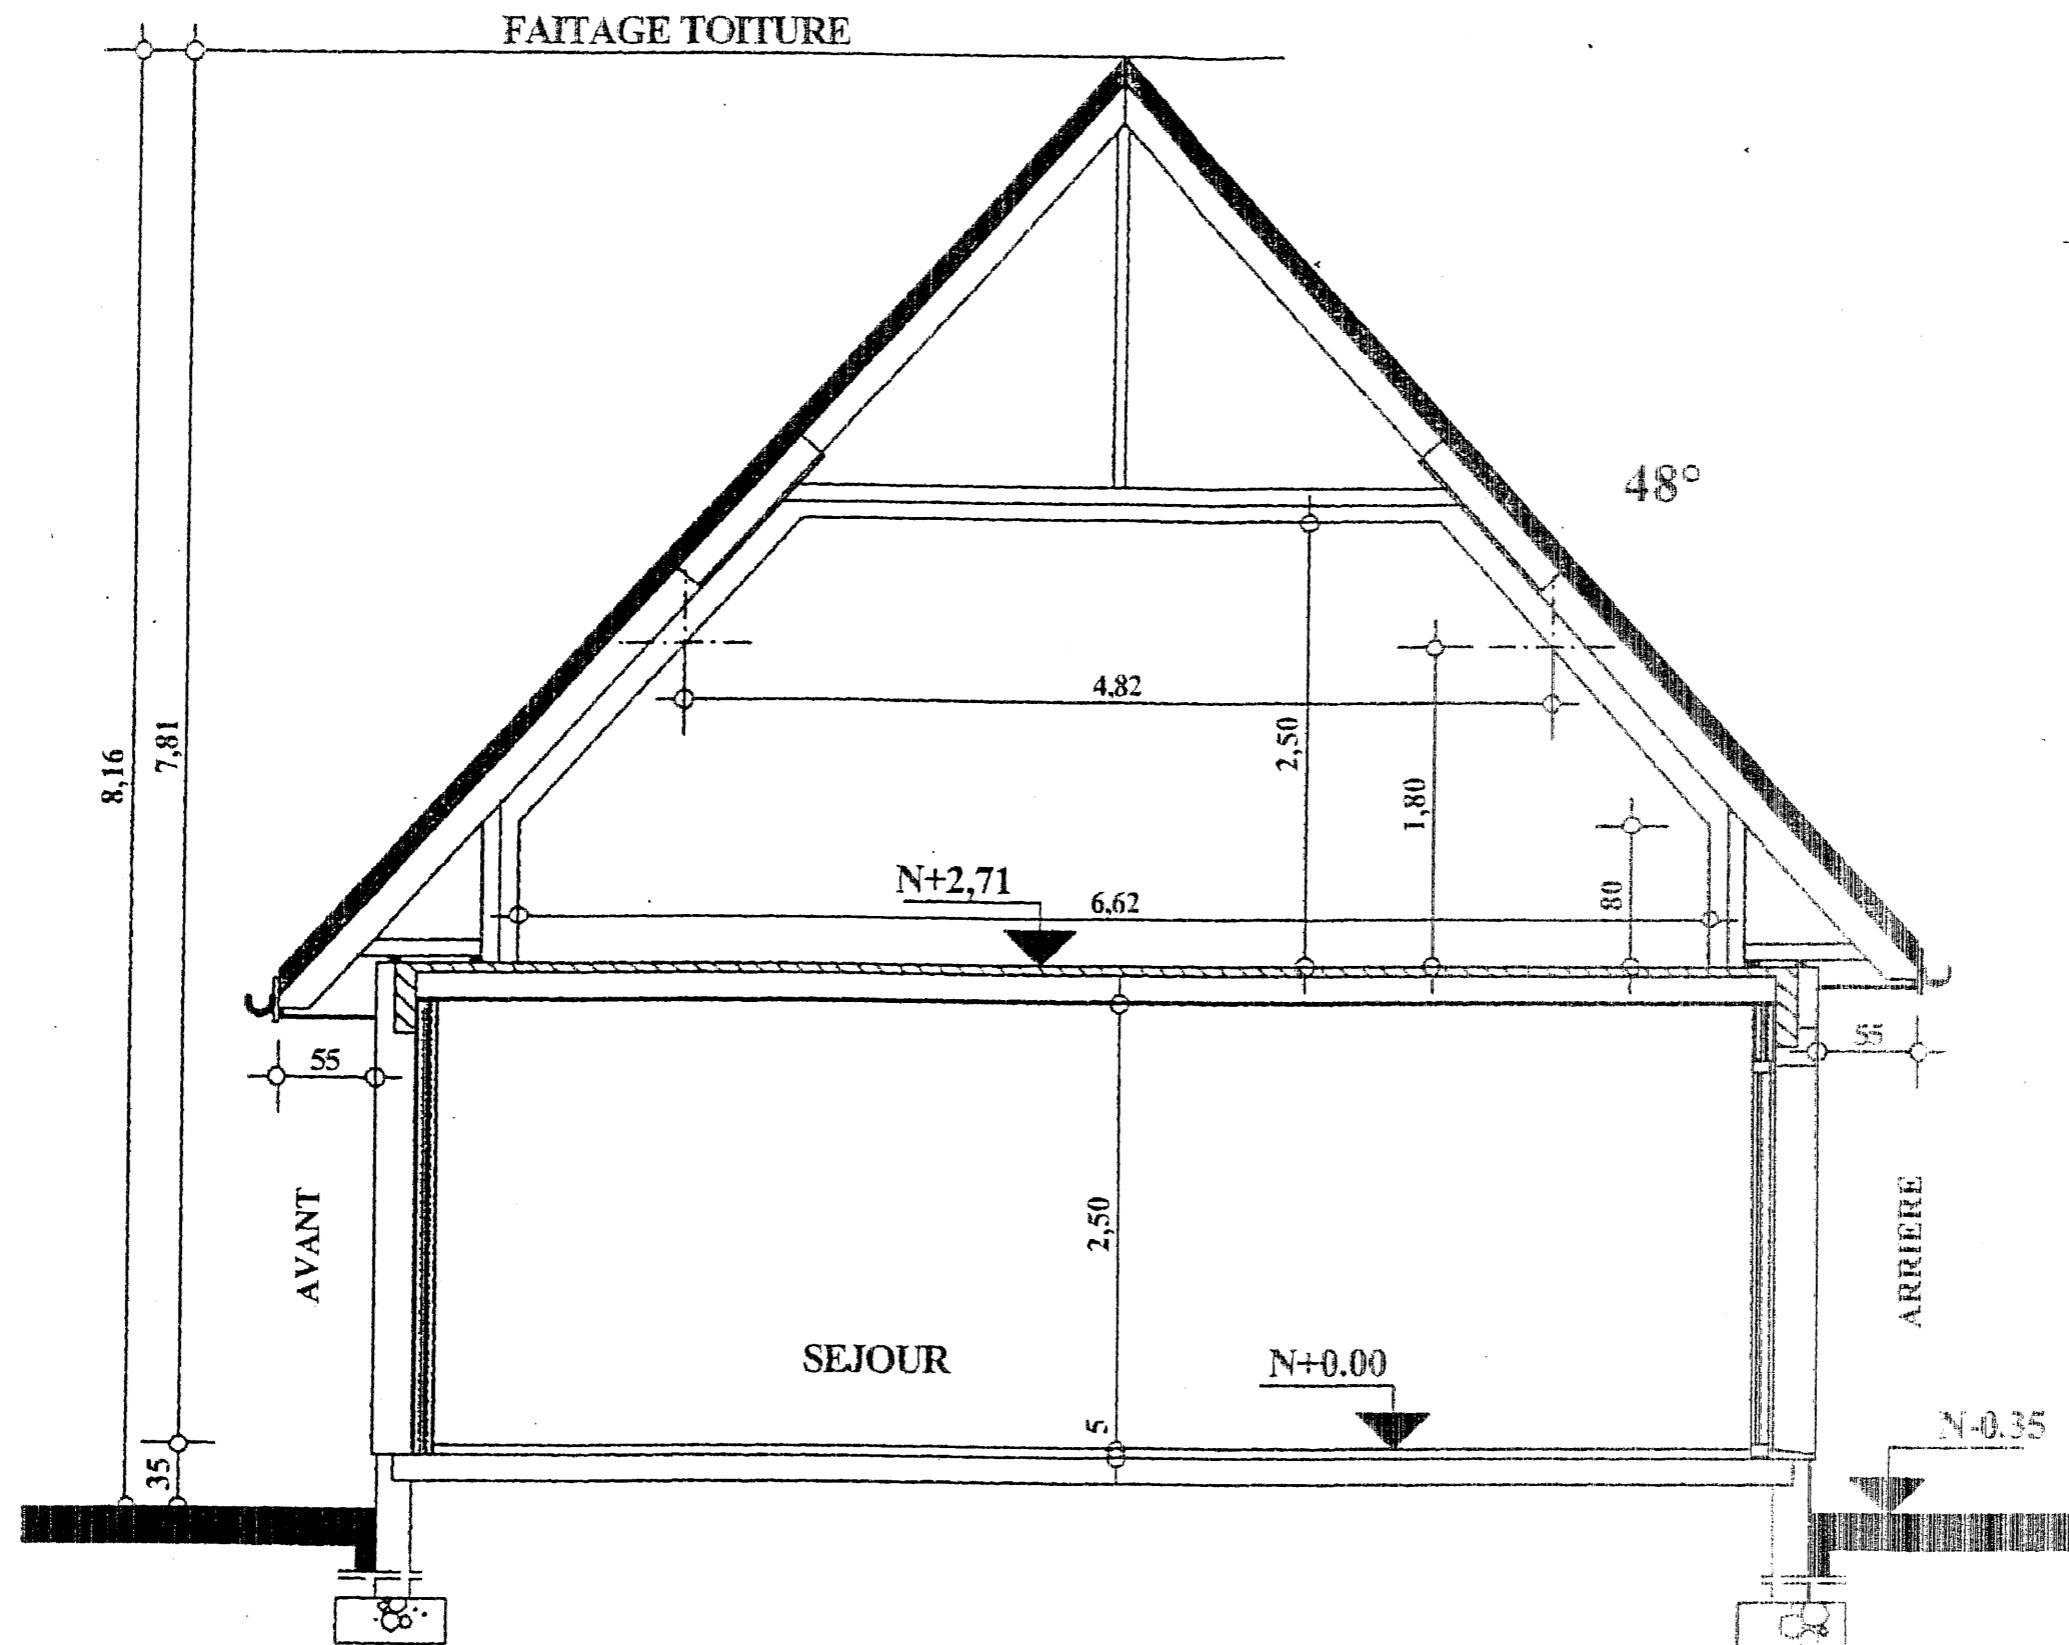 FAITAGE TOITURE
48°
4,82
2,50
8,16
7,81
1,80
N+2,71
6,62
80
55
55
AVANT
2,50
ARRIERE
SEJOUR
N+0.00
5
N-0.35
35